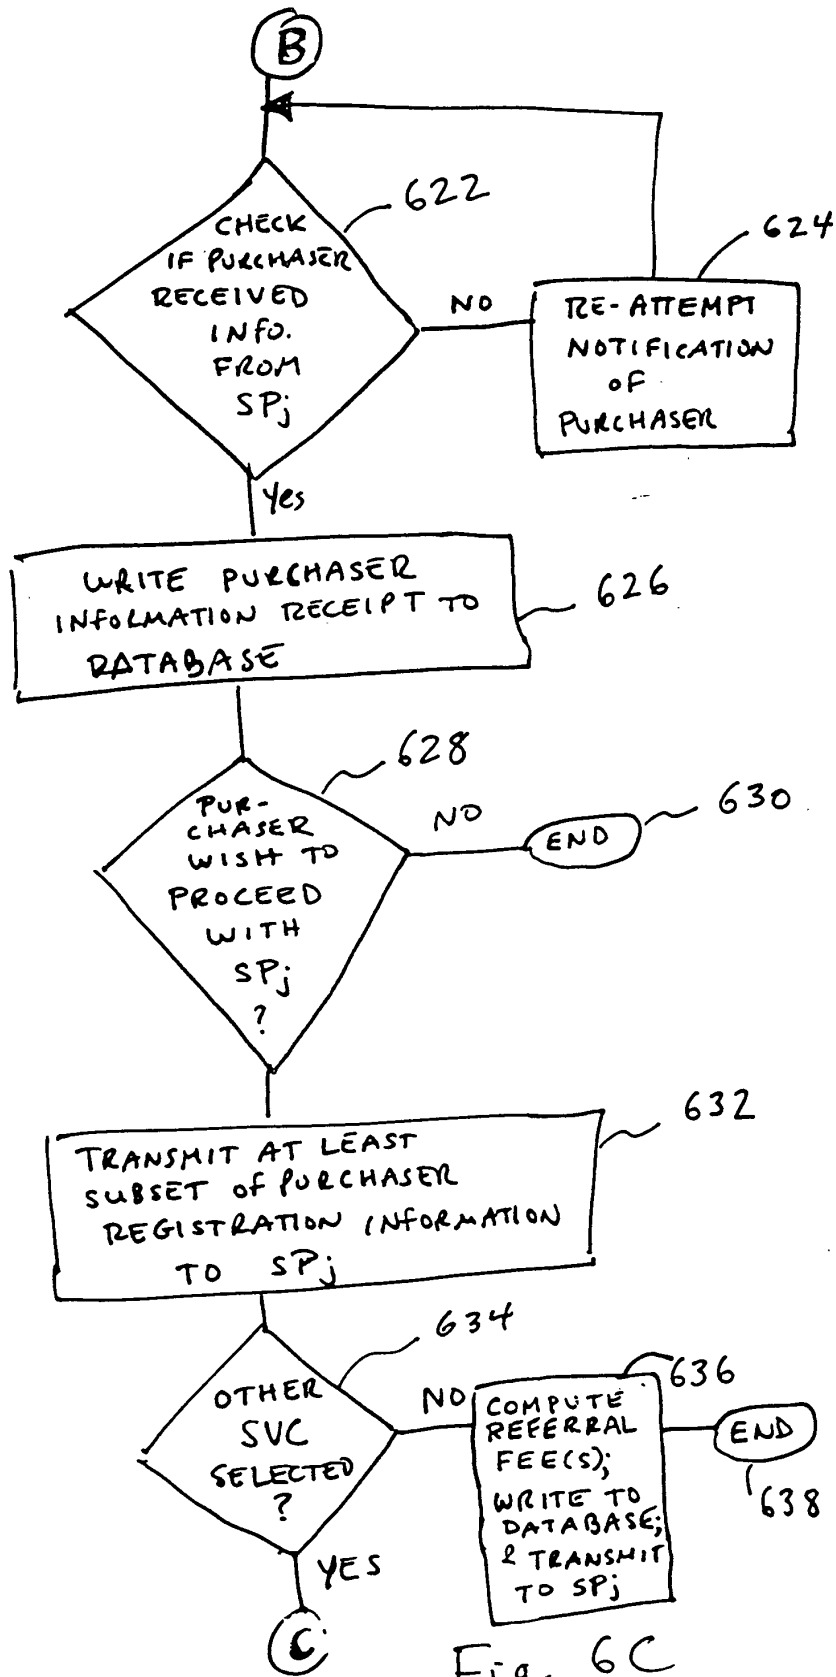 B
622
CHECK
IF PURCHASER
RECEIVED
INFO.
FROM
SPj
NO
624
RE-ATTEMPT
NOTIFICATION
OF
PURCHASER
Yes
WRITE PURCHASER
INFORMATION RECEIPT TO
DATABASE
626
628
PUR-
CHASER
WISH TO
PROCEED
WITH
SPj
?
NO
END
630
632
TRANSMIT AT LEAST
SUBSET OF PURCHASER
REGISTRATION INFORMATION
TO SPj
634
OTHER
SVC
SELECTED
?
NO
636
COMPUTE
REFERRAL
FEE(S);
WRITE TO
DATABASE;
& TRANSMIT
TO SPj
END
638
YES
C
Fig. 6C